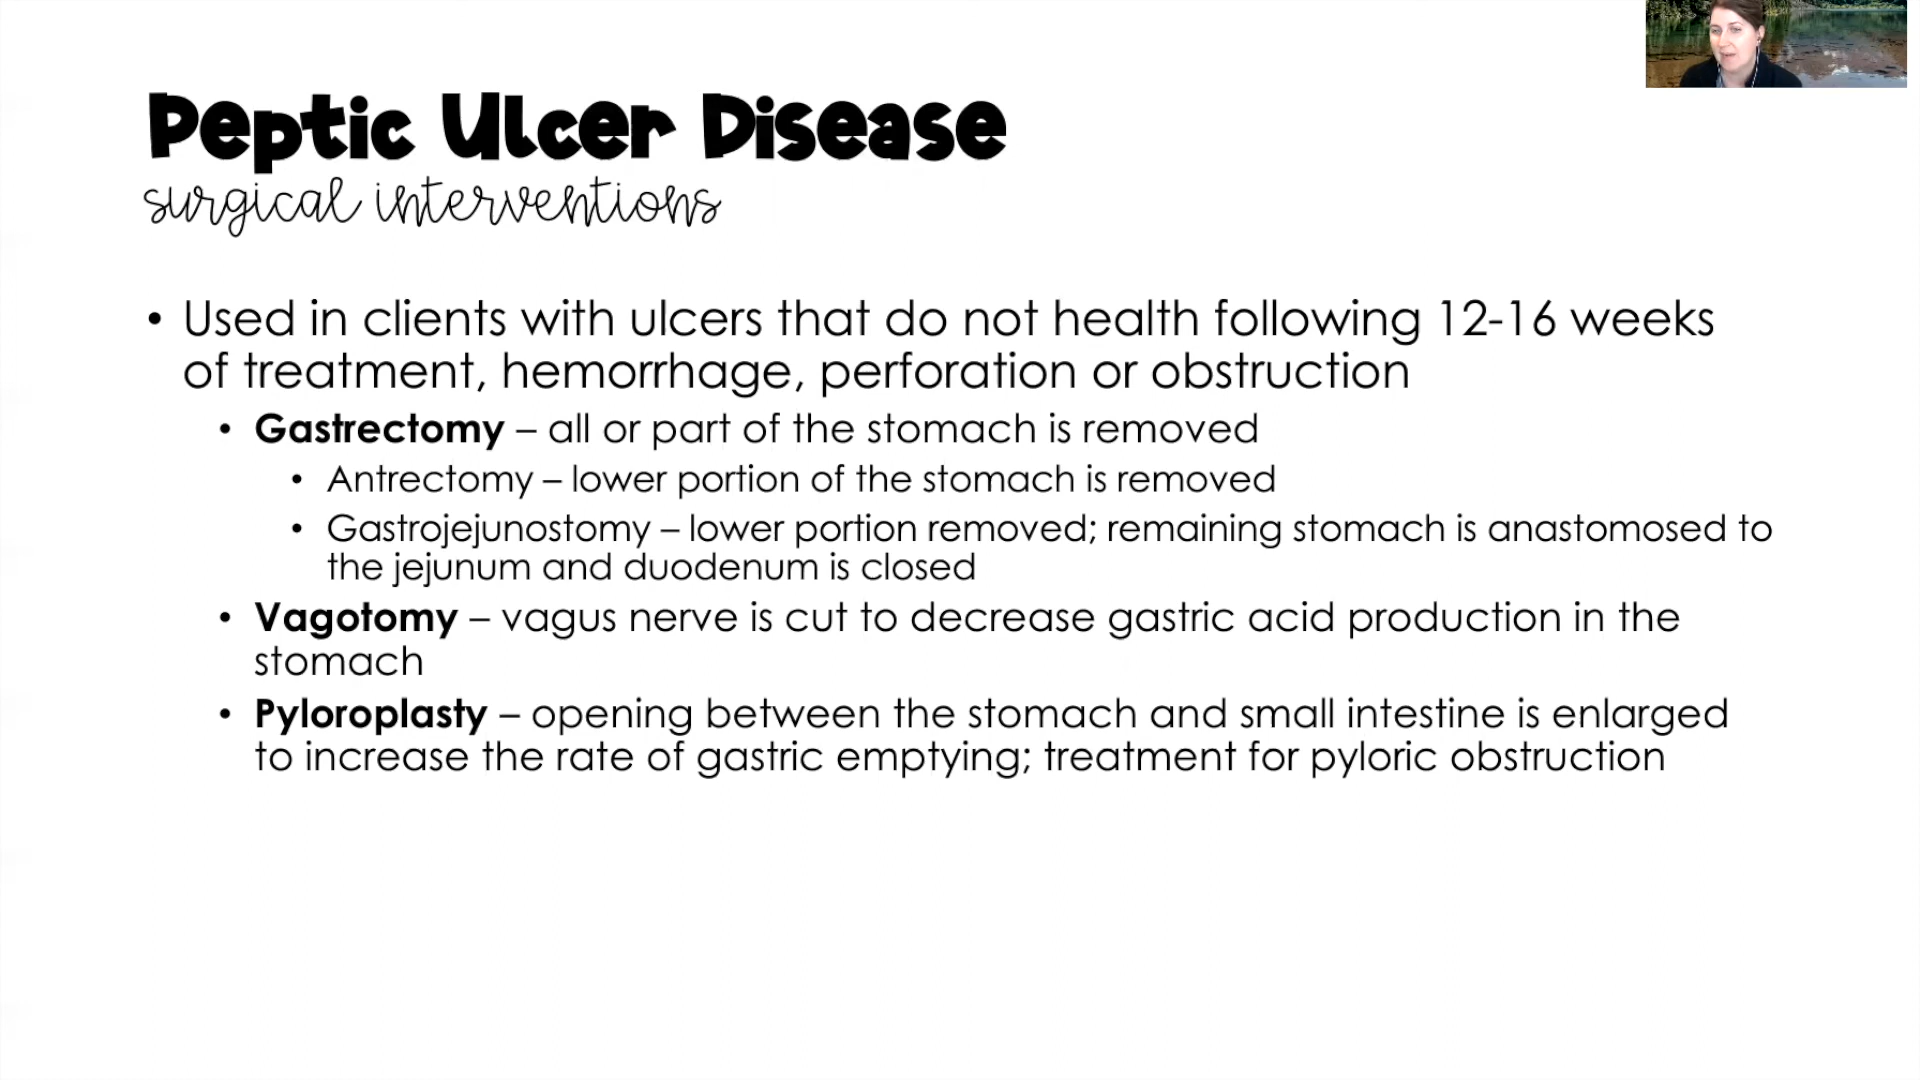 Peptic Ulcer Disease
surgical interventions
• Used in clients with ulcers that do not health following 12-16 weeks
of treatment, hemorrhage, perforation or obstruction
• Gastrectomy – all or part of the stomach is removed
• Antrectomy – lower portion of the stomach is removed
• Gastrojejunostomy – lower portion removed; remaining stomach is anastomosed to
the jejunum and duodenum is closed
• Vagotomy – vagus nerve is cut to decrease gastric acid production in the
stomach
• Pyloroplasty – opening between the stomach and small intestine is enlarged
to increase the rate of gastric emptying; treatment for pyloric obstruction